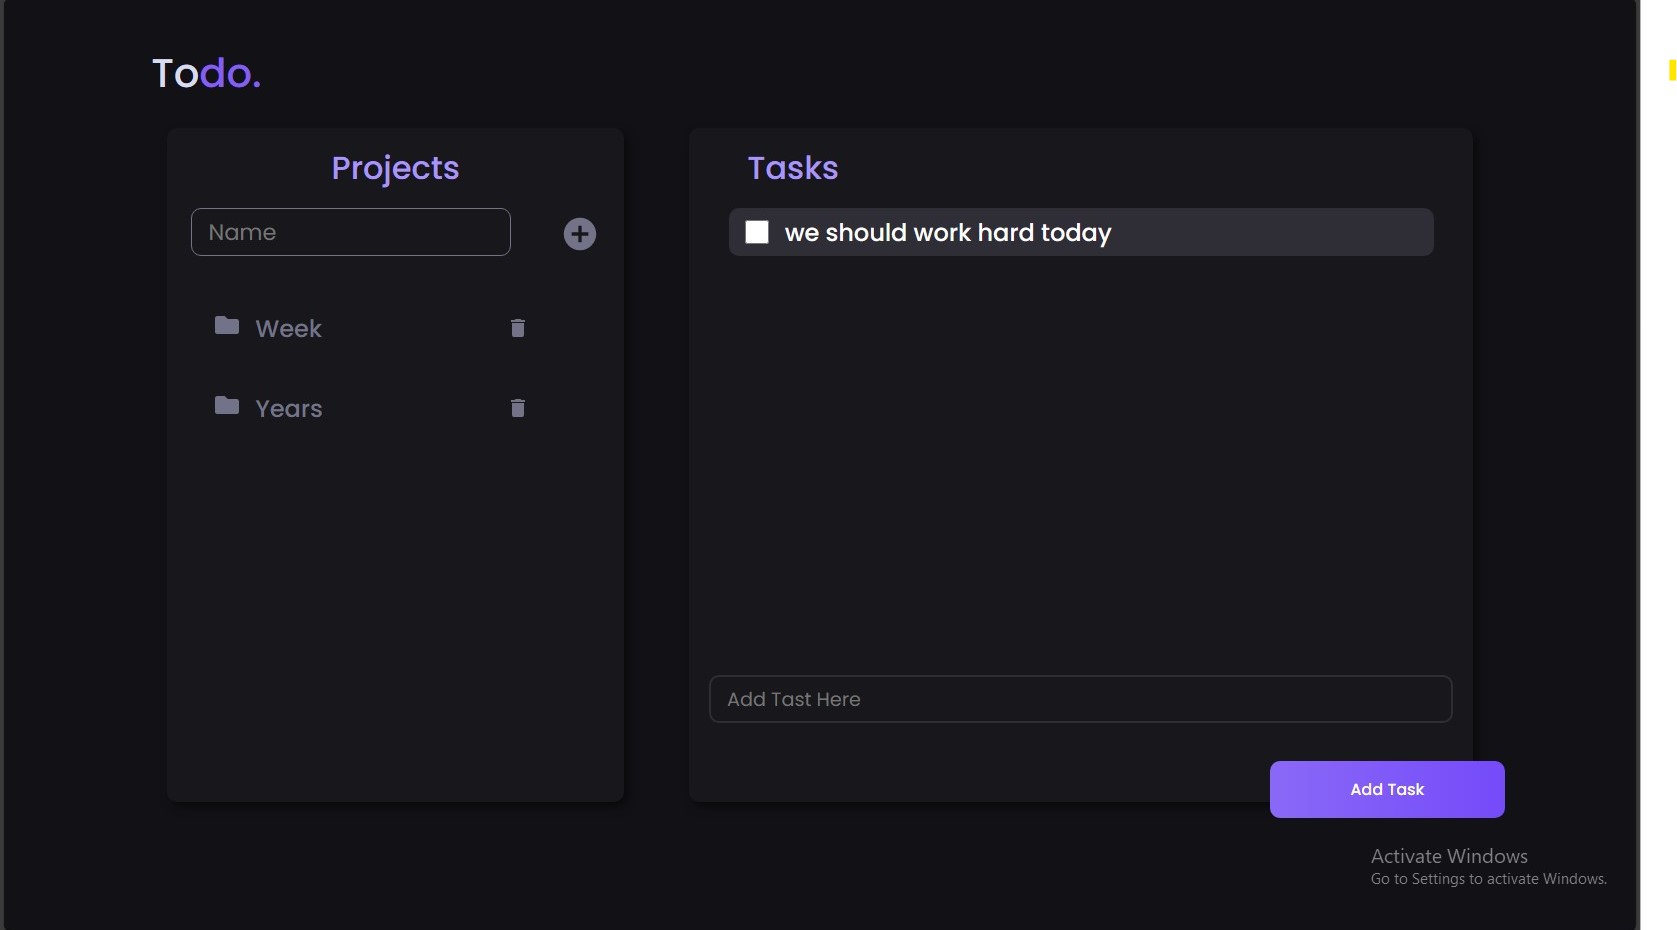 Todo.
Projects
Name
Week
Years
Tasks
we should work hard today
Add Tast Here
Add Task
Activate Windows
Go to Settings to activate Windows.